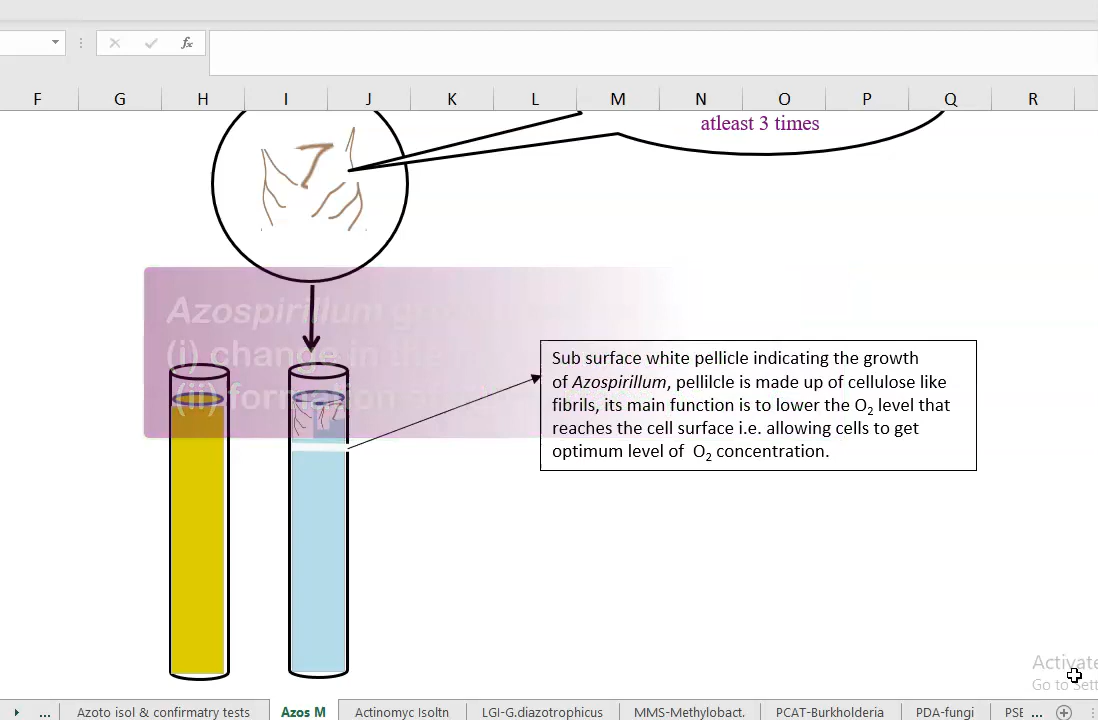 fx
F G H I J K L M N O P Q R
atleast 3 times
Azospirillum
(i) change in the
(ii) formation
Sub surface white pellicle indicating the growth
of Azospirillum, pellilcle is made up of cellulose like
fibrils, its main function is to lower the O2 level that
reaches the cell surface i.e. allowing cells to get
optimum level of O2 concentration.
Activate
Go to Sett
... Azoto isol & confirmatry tests Azos M Actinomyc Isoltn LGI-G.diazotrophicus MMS-Methylobact. PCAT-Burkholderia PDA-fungi PSE ...